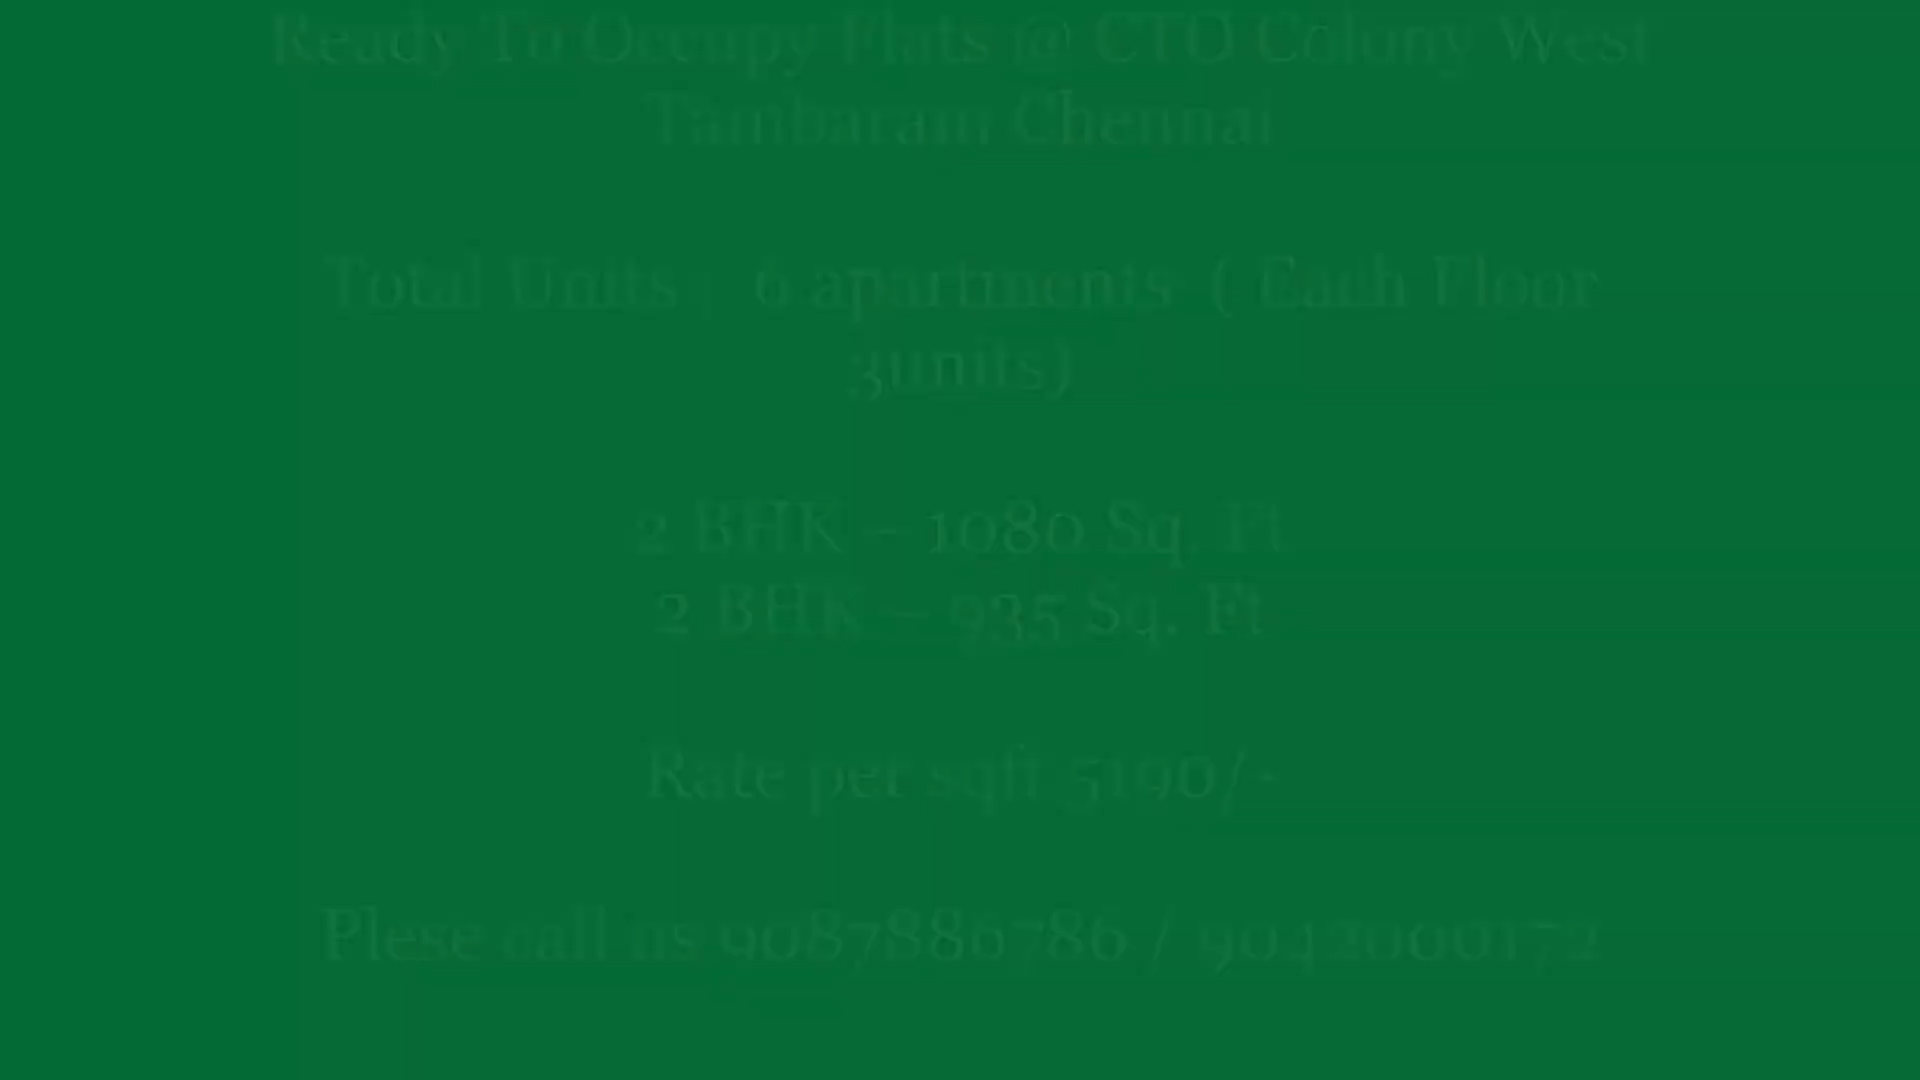 Ready To Occupy Flats @ CTO Colony West
Tambaram Chennai
Total Units : 6 apartments ( Each Floor
3units)
2 BHK – 1080 Sq. Ft
2 BHK – 935 Sq. Ft
Rate per sqft 5190/-
Plese call us 9087886786 / 9042000172